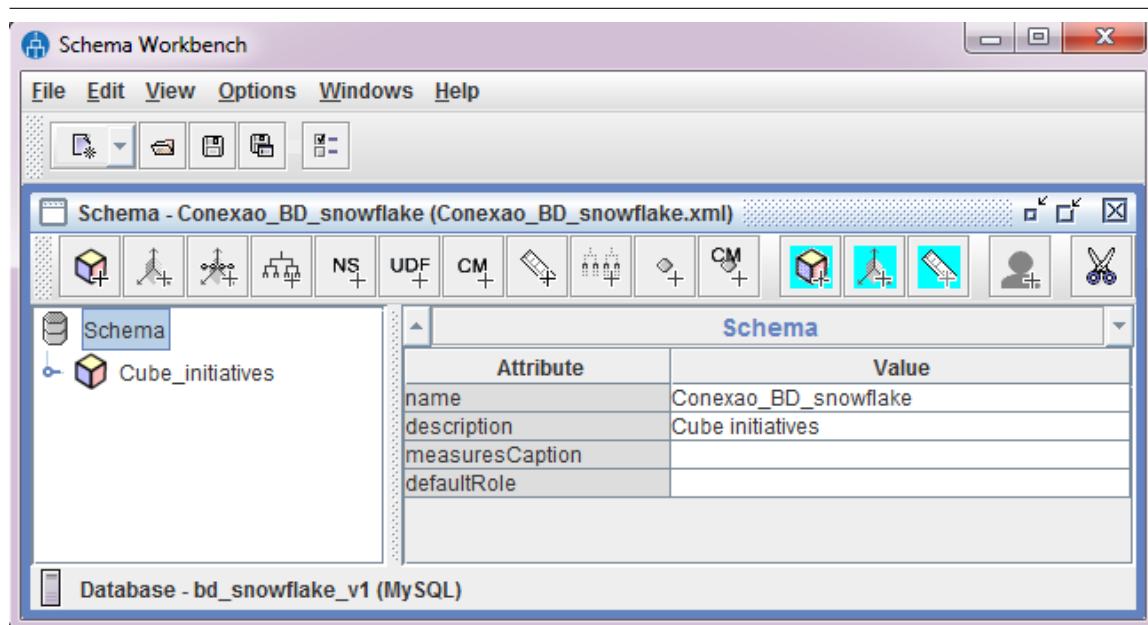 Schema Workbench
File Edit View Options Windows Help
Schema - Conexao_BD_snowflake (Conexao_BD_snowflake.xml)
NS UDF CM CM
Schema
Schema
Attribute Value
Cube_initiatives
name Conexao_BD_snowflake
description Cube initiatives
measuresCaption
defaultRole
Database - bd_snowflake_v1 (MySQL)